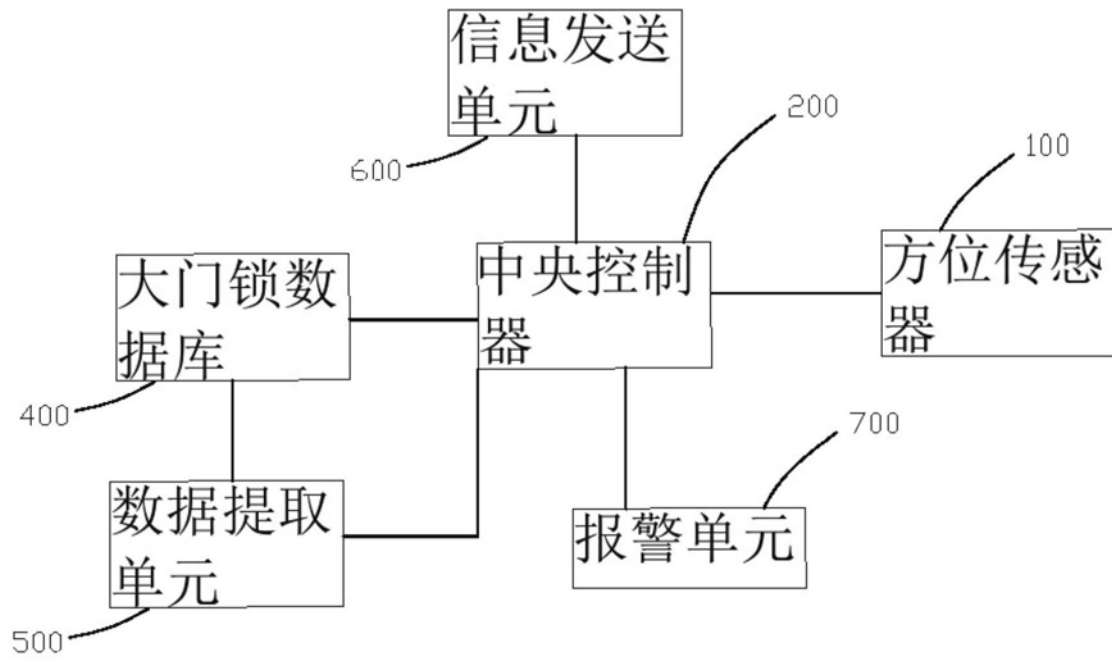 信息发送
单元
600
200
100
中央控制
器
方位传感
器
大门锁数
据库
400
700
数据提取
单元
报警单元
500